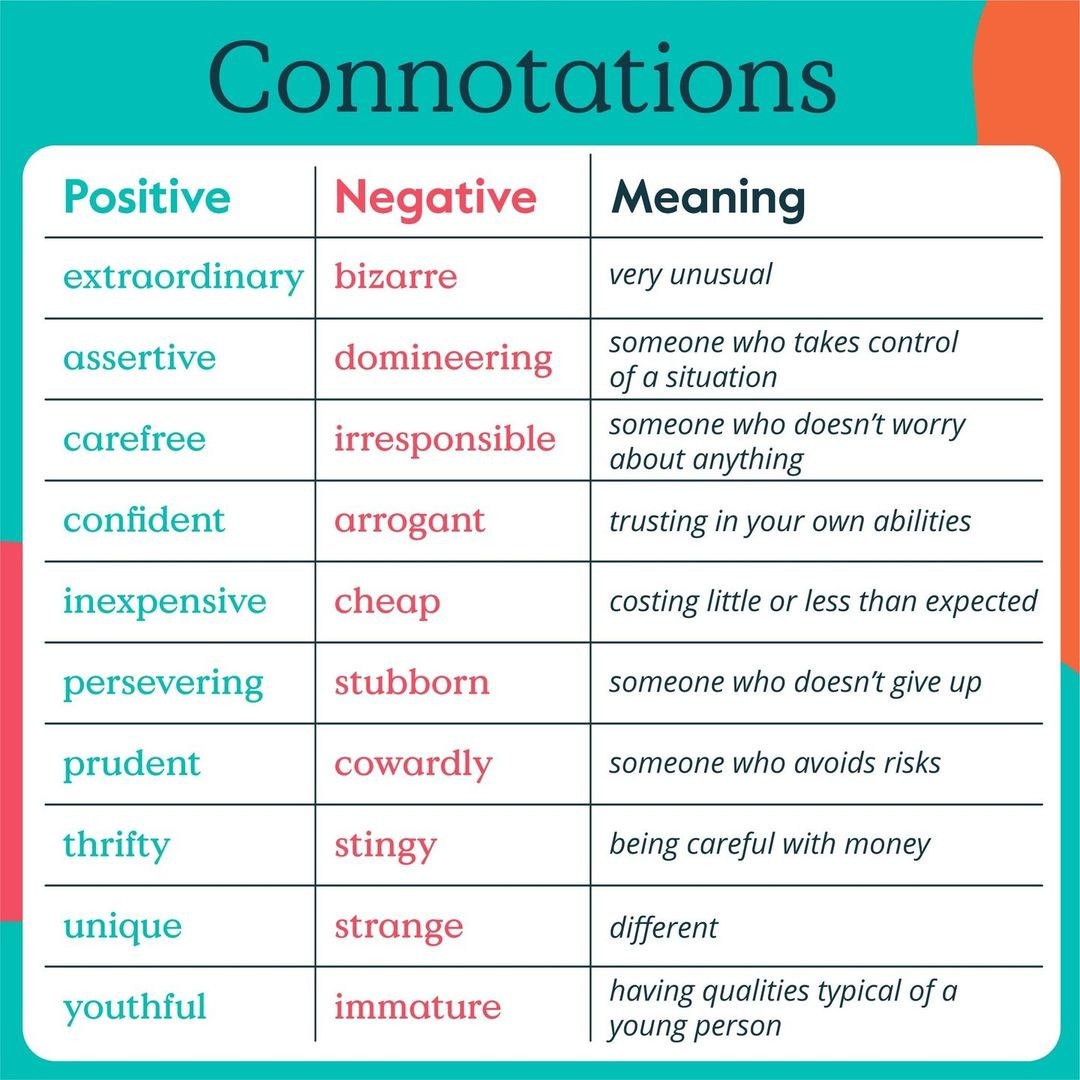 Connotations
Positive Negative Meaning
extraordinary bizarre very unusual
assertive domineering someone who takes control
of a situation
carefree irresponsible someone who doesn’t worry
about anything
confident arrogant trusting in your own abilities
inexpensive cheap costing little or less than expected
persevering stubborn someone who doesn’t give up
prudent cowardly someone who avoids risks
thrifty stingy being careful with money
unique strange different
youthful immature having qualities typical of a
young person